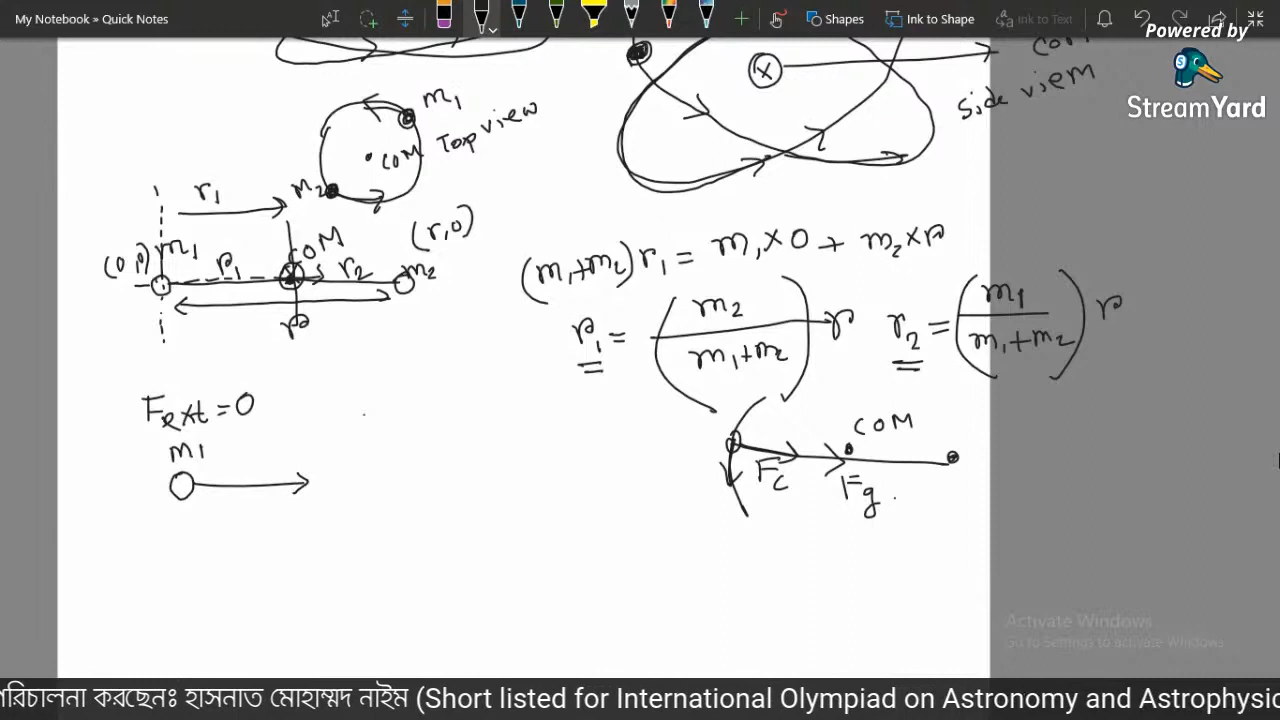 My Notebook » Quick Notes
Shapes
Ink to Shape
Ink to Text
Powered by
StreamYard
com
Side view
m1
Top view
COM
m2
r1
(r,0)
(0,0)
m1
COM
r1
r2
m2
r
(m1+m2) r1 = m1×0 + m2×r
r1 = (m2/(m1+m2)) r
r2 = (m1/(m1+m2)) r
Fext=0
m1
COM
Fc
Fg
Activate Windows
Go to Settings to activate Windows.
পরিচালনা করছেনঃ হাসনাত মোহাম্মদ নাইম (Short listed for International Olympiad on Astronomy and Astrophysic